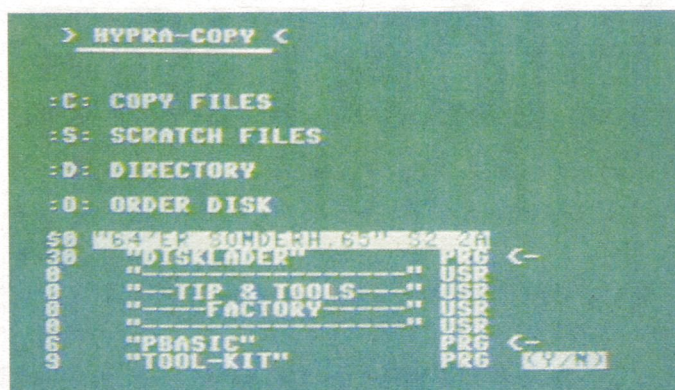 > HYPRA-COPY <
:C: COPY FILES
:S: SCRATCH FILES
:D: DIRECTORY
:O: ORDER DISK
$0 "64'ER SONDERH.65" S2 2A
30 "DISKLADER" PRG <-
0 "----------------" USR
0 "--TIP & TOOLS---" USR
0 "----FACTORY-----" USR
0 "----------------" USR
6 "PBASIC" PRG <-
9 "TOOL-KIT" PRG (Y/N)